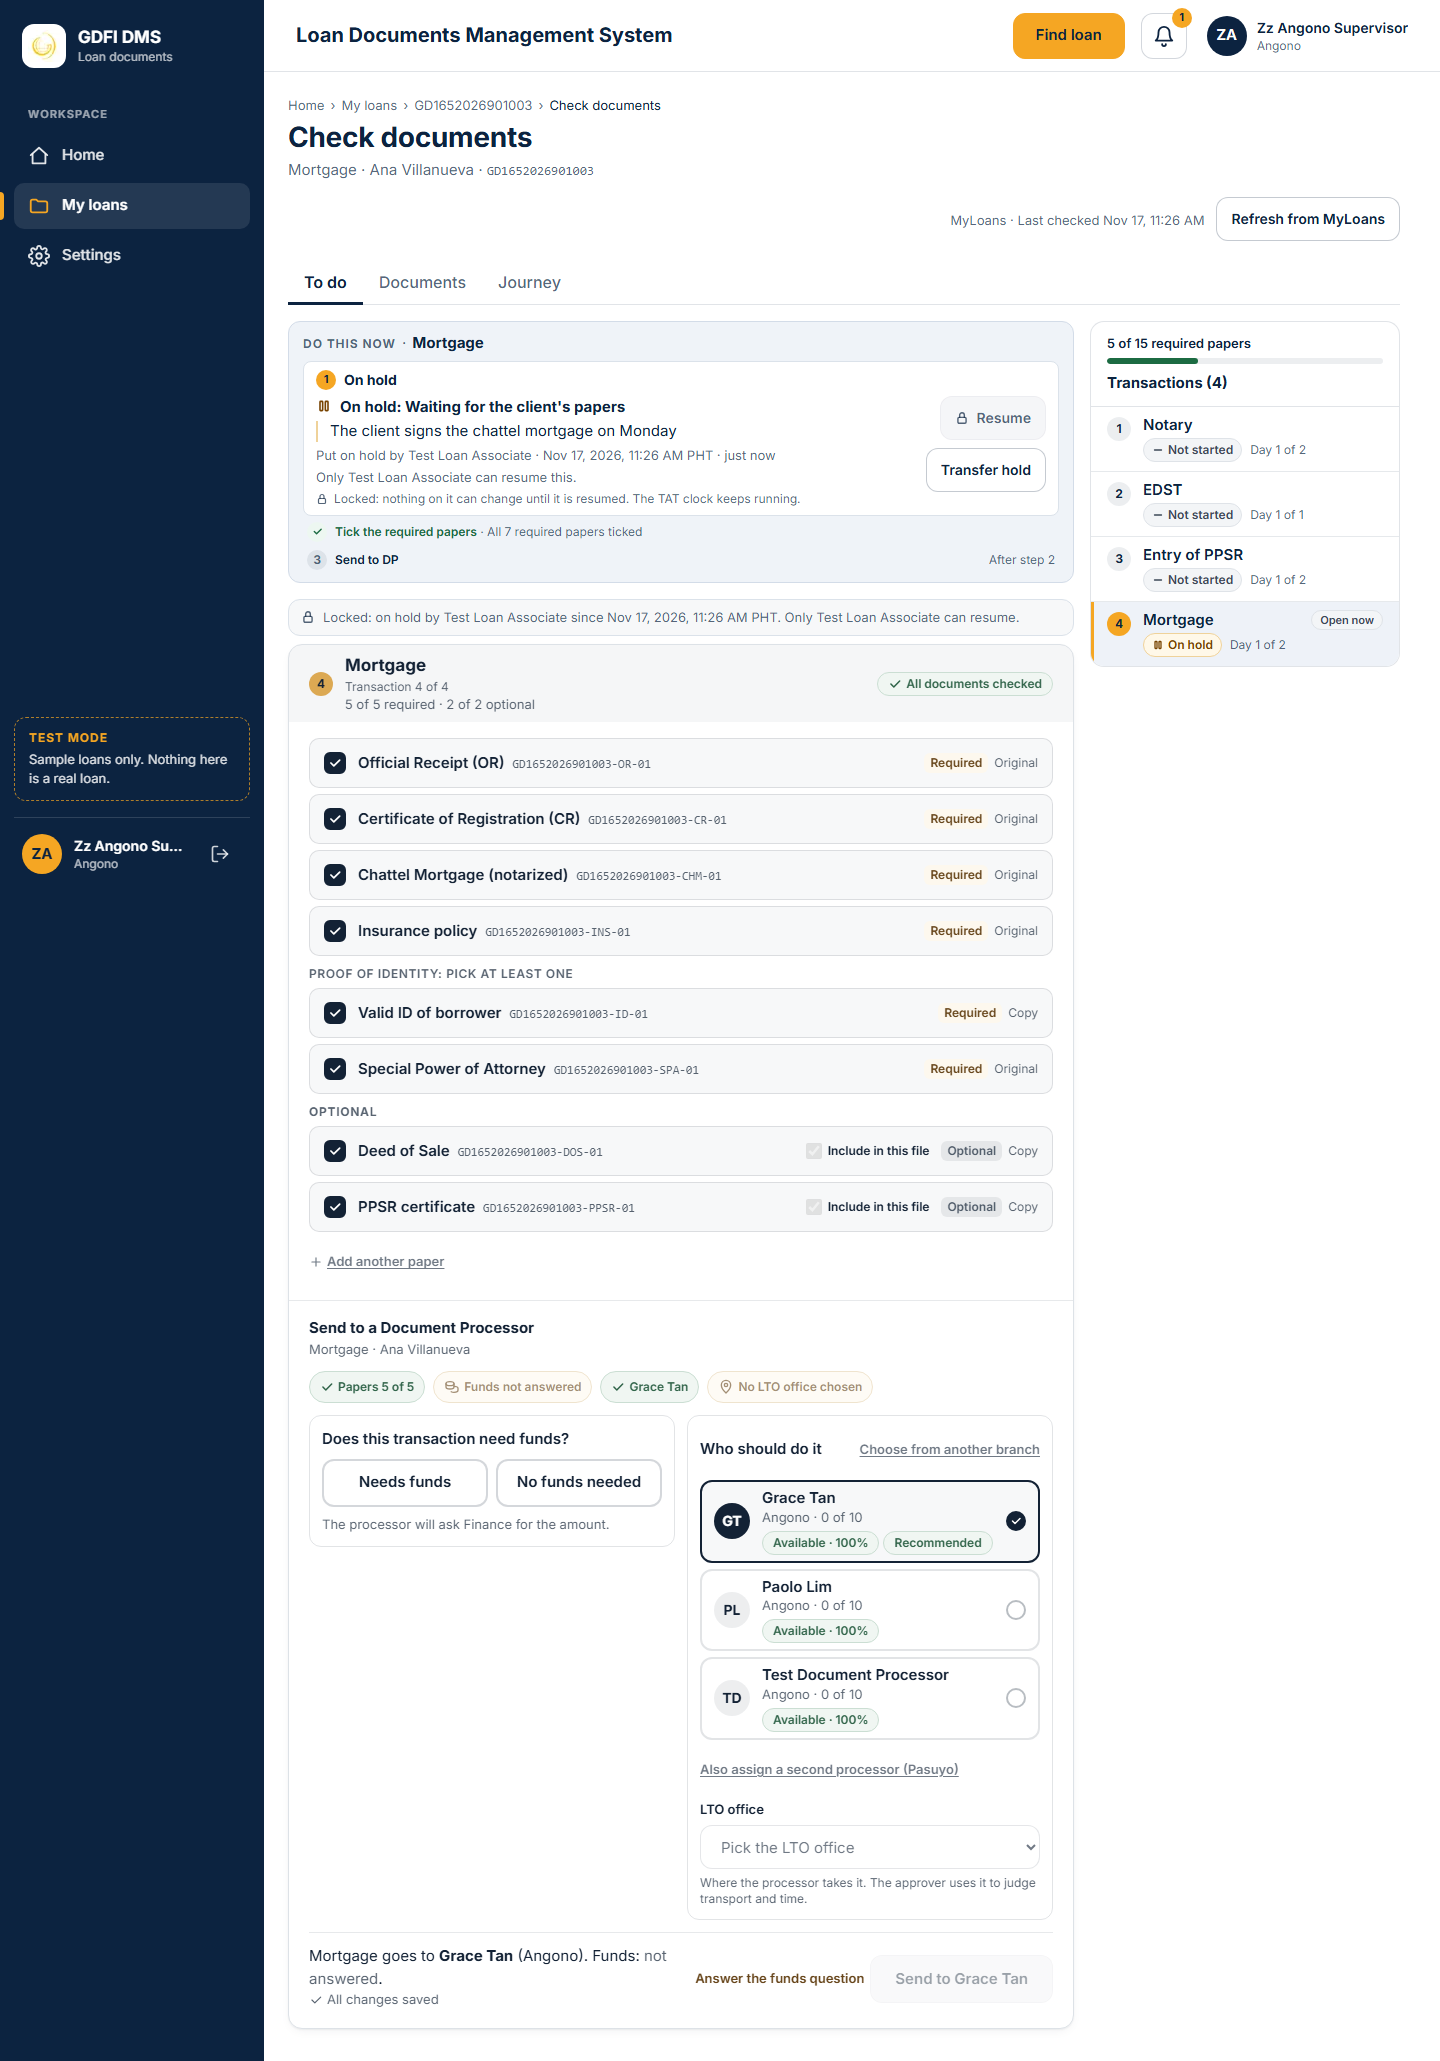 GDFI DMS
Loan documents
WORKSPACE
Home
My loans
Settings
TEST MODE
Sample loans only. Nothing here
is a real loan.
ZA
Zz Angono Su...
Angono
Loan Documents Management System
Find loan
1
ZA
Zz Angono Supervisor
Angono
Home › My loans › GD1652026901003 › Check documents
Check documents
Mortgage · Ana Villanueva · GD1652026901003
MyLoans · Last checked Nov 17, 11:26 AM
Refresh from MyLoans
To do
Documents
Journey
DO THIS NOW · Mortgage
1 On hold
On hold: Waiting for the client's papers
The client signs the chattel mortgage on Monday
Put on hold by Test Loan Associate · Nov 17, 2026, 11:26 AM PHT · just now
Only Test Loan Associate can resume this.
Locked: nothing on it can change until it is resumed. The TAT clock keeps running.
Resume
Transfer hold
Tick the required papers · All 7 required papers ticked
3 Send to DP
After step 2
5 of 15 required papers
Transactions (4)
1 Notary
Not started Day 1 of 2
2 EDST
Not started Day 1 of 1
3 Entry of PPSR
Not started Day 1 of 2
4 Mortgage Open now
On hold Day 1 of 2
Locked: on hold by Test Loan Associate since Nov 17, 2026, 11:26 AM PHT. Only Test Loan Associate can resume.
4 Mortgage
Transaction 4 of 4
5 of 5 required · 2 of 2 optional
All documents checked
Official Receipt (OR) GD1652026901003-OR-01 Required Original
Certificate of Registration (CR) GD1652026901003-CR-01 Required Original
Chattel Mortgage (notarized) GD1652026901003-CHM-01 Required Original
Insurance policy GD1652026901003-INS-01 Required Original
PROOF OF IDENTITY: PICK AT LEAST ONE
Valid ID of borrower GD1652026901003-ID-01 Required Copy
Special Power of Attorney GD1652026901003-SPA-01 Required Original
OPTIONAL
Deed of Sale GD1652026901003-DOS-01 Include in this file Optional Copy
PPSR certificate GD1652026901003-PPSR-01 Include in this file Optional Copy
+ Add another paper
Send to a Document Processor
Mortgage · Ana Villanueva
Papers 5 of 5
Funds not answered
Grace Tan
No LTO office chosen
Does this transaction need funds?
Needs funds
No funds needed
The processor will ask Finance for the amount.
Who should do it
Choose from another branch
GT
Grace Tan
Angono · 0 of 10
Available · 100%
Recommended
PL
Paolo Lim
Angono · 0 of 10
Available · 100%
TD
Test Document Processor
Angono · 0 of 10
Available · 100%
Also assign a second processor (Pasuyo)
LTO office
Pick the LTO office
Where the processor takes it. The approver uses it to judge
transport and time.
Mortgage goes to Grace Tan (Angono). Funds: not
answered.
All changes saved
Answer the funds question
Send to Grace Tan